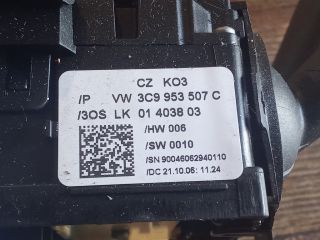 CZ KO3
/P VW 3C9 953 507 C
/3OS LK 01 4038 03
/HW 006
/SW 0010
/SN 90046062940110
/DC 21.10.06: 11.24